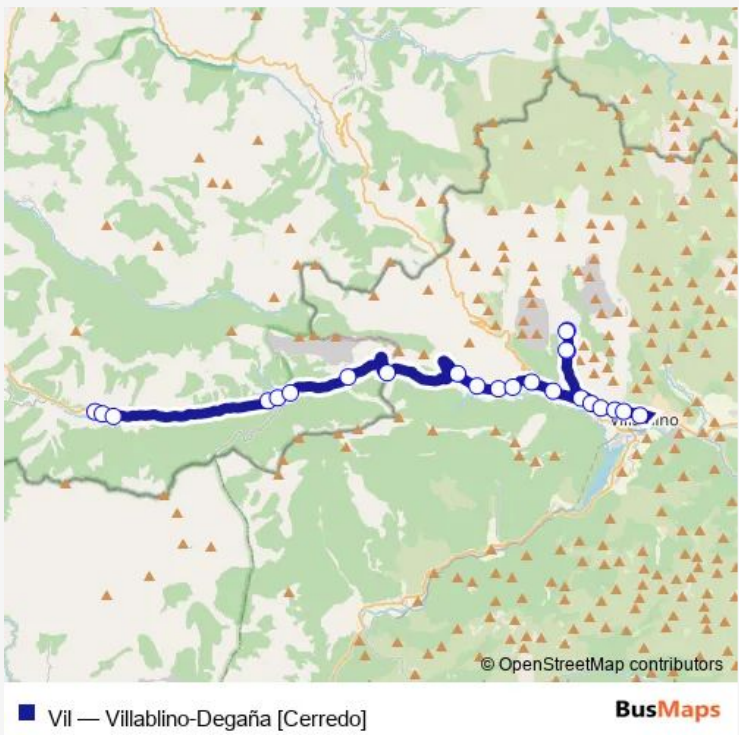 © OpenStreetMap contributors
Vil — Villablino-Degaña [Cerredo]
BusMaps